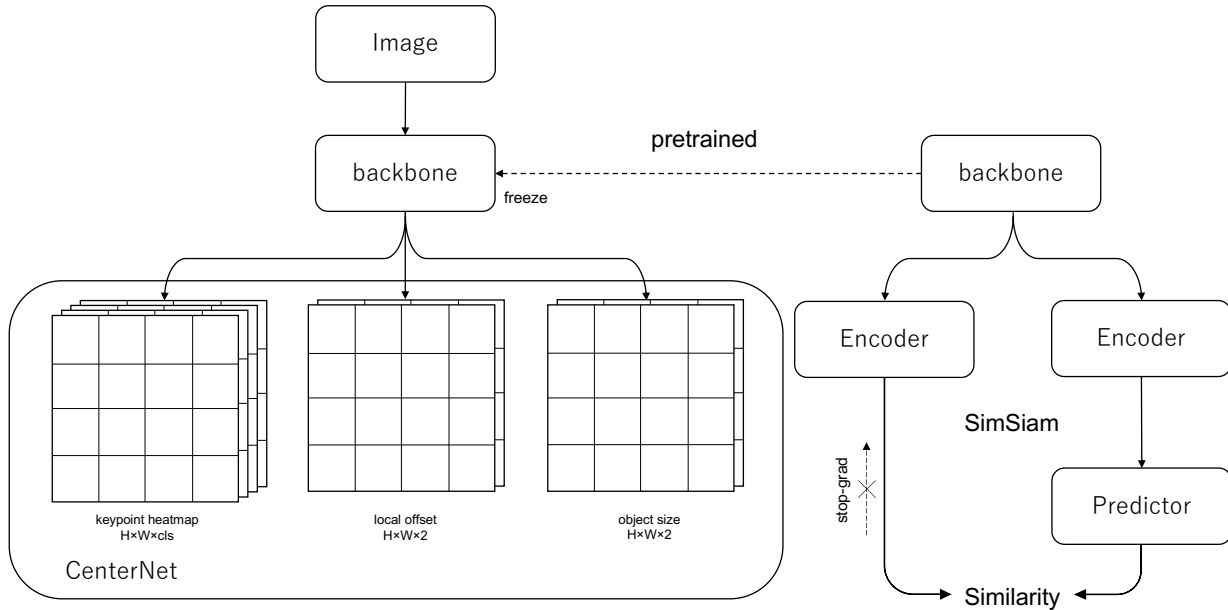 Image
backbone
freeze
pretrained
backbone
Encoder
Encoder
SimSiam
stop-grad
Predictor
Similarity
keypoint heatmap
H×W×cls
local offset
H×W×2
object size
H×W×2
CenterNet